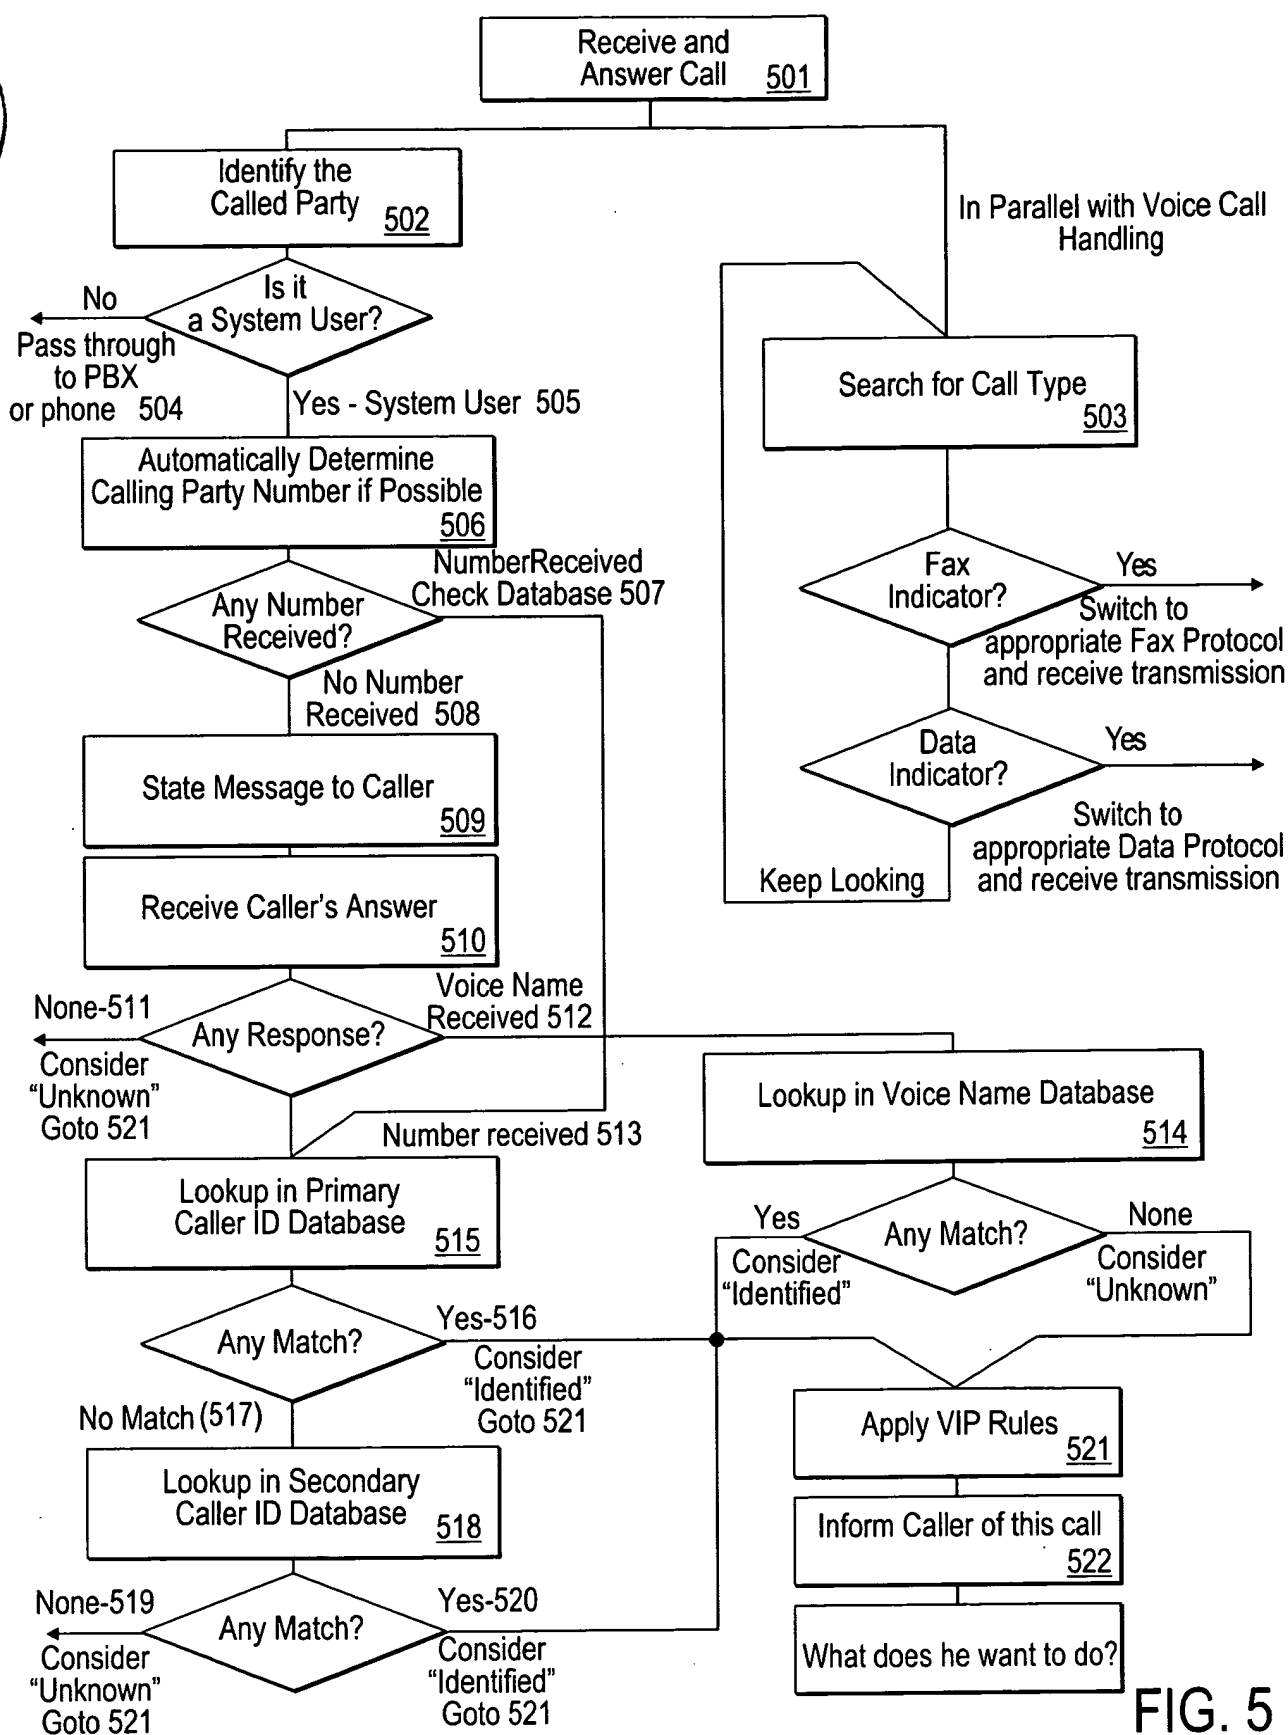 Receive and
Answer Call 501
Identify the
Called Party 502
In Parallel with Voice Call
Handling
Is it
a System User?
No
Pass through
to PBX
or phone 504
Yes - System User 505
Search for Call Type
503
Automatically Determine
Calling Party Number if Possible
506
NumberReceived
Check Database 507
Any Number
Received?
Fax
Indicator?
Yes
Switch to
appropriate Fax Protocol
and receive transmission
No Number
Received 508
Data
Indicator?
Yes
Switch to
appropriate Data Protocol
and receive transmission
Keep Looking
State Message to Caller
509
Receive Caller's Answer
510
None-511
Consider
“Unknown”
Goto 521
Any Response?
Voice Name
Received 512
Number received 513
Lookup in Voice Name Database
514
Lookup in Primary
Caller ID Database 515
Yes
Consider
“Identified”
Any Match?
None
Consider
“Unknown”
Any Match?
Yes-516
Consider
“Identified”
Goto 521
No Match (517)
Apply VIP Rules
521
Lookup in Secondary
Caller ID Database 518
Inform Caller of this call
522
None-519
Consider
“Unknown”
Goto 521
Any Match?
Yes-520
Consider
“Identified”
Goto 521
What does he want to do?
FIG. 5